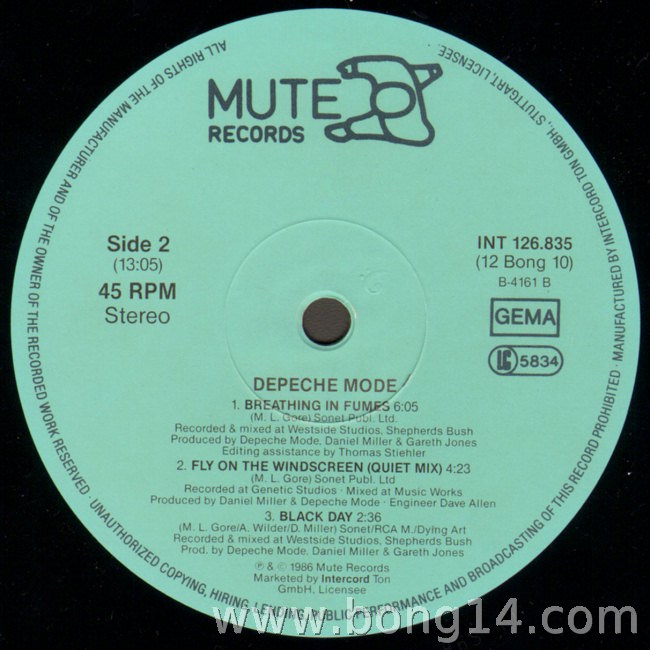 MUTE
RECORDS
Side 2
(13:05)
45 RPM
Stereo
INT 126.835
(12 Bong 10)
B-4161 B
GEMA
LC 5834
DEPECHE MODE
1. BREATHING IN FUMES 6:05
(M. L. Gore) Sonet Publ. Ltd.
Recorded & mixed at Westside Studios, Shepherds Bush
Produced by Depeche Mode, Daniel Miller & Gareth Jones
Editing assistance by Thomas Stiehler
2. FLY ON THE WINDSCREEN (QUIET MIX) 4:23
(M. L. Gore) Sonet Publ. Ltd
Recorded at Genetic Studios · Mixed at Music Works
Produced by Daniel Miller & Depeche Mode · Engineer Dave Allen
3. BLACK DAY 2:36
(M. L. Gore/A. Wilder/D. Miller) Sonet/RCA M./Dying Art
Recorded & mixed at Westside Studios, Shepherds Bush
Prod. by Depeche Mode, Daniel Miller & Gareth Jones
℗ & © 1986 Mute Records
Marketed by Intercord Ton
GmbH, Licensee
ALL RIGHTS OF THE MANUFACTURER AND OF THE OWNER OF THE RECORDED WORK RESERVED · UNAUTHORIZED COPYING, HIRING, LENDING, PUBLIC PERFORMANCE AND BROADCASTING OF THIS RECORD PROHIBITED · MANUFACTURED BY INTERCORD TON GMBH., STUTTGART, LICENSEE.
www.bong14.com